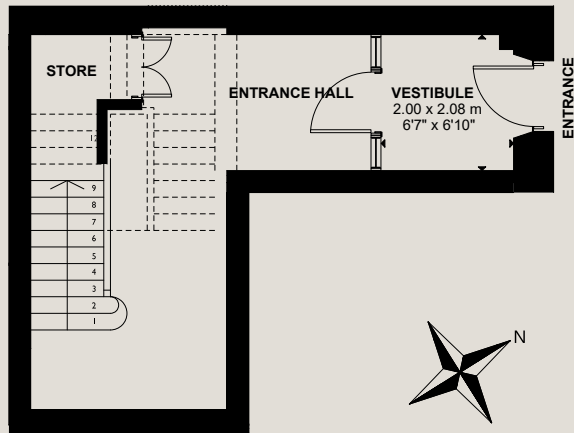 STORE
ENTRANCE HALL
VESTIBULE
2.00 x 2.08 m
6'7" x 6'10"
ENTRANCE
12
9
8
7
6
5
4
3
2
1
N